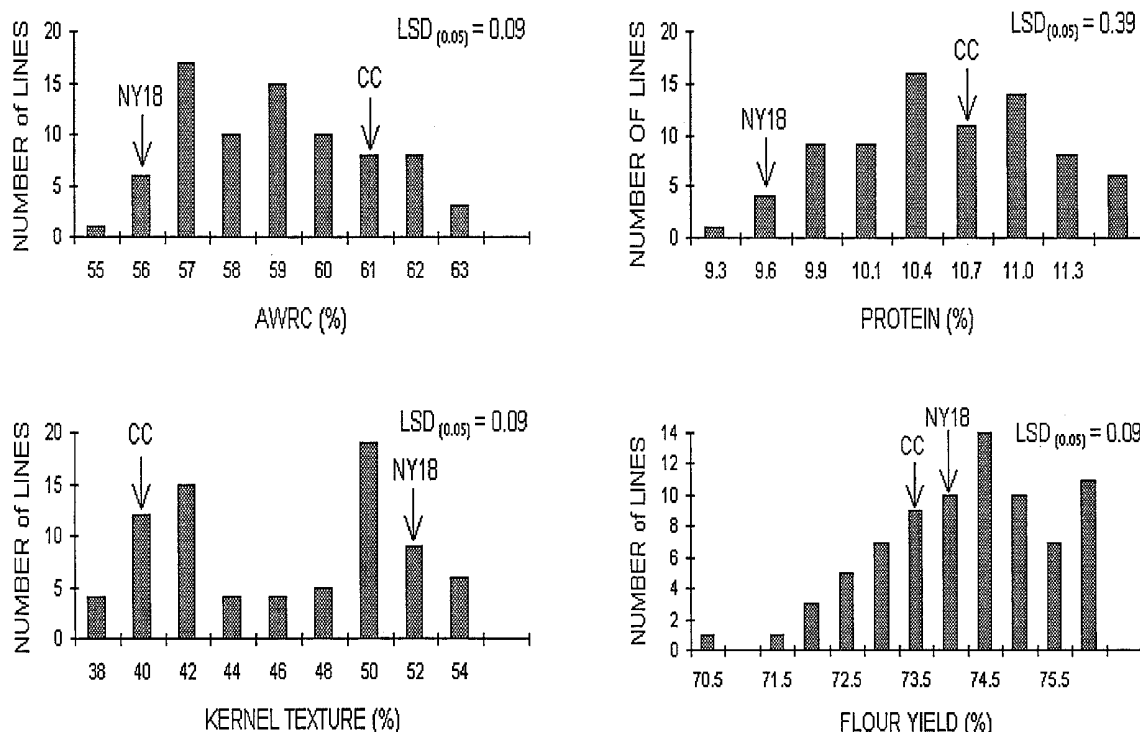 LSD (0.05) = 0.09
NUMBER of LINES
20
15
10
5
0
NY18
CC
55 56 57 58 59 60 61 62 63
AWRC (%)
LSD (0.05) = 0.39
NUMBER OF LINES
20
15
10
5
0
NY18
CC
9.3 9.6 9.9 10.1 10.4 10.7 11.0 11.3
PROTEIN (%)
LSD (0.05) = 0.09
NUMBER of LINES
20
15
10
5
0
CC
NY18
38 40 42 44 46 48 50 52 54
KERNEL TEXTURE (%)
LSD (0.05) = 0.09
NUMBER of LINES
14
12
10
8
6
4
2
0
CC
NY18
70.5 71.5 72.5 73.5 74.5 75.5
FLOUR YIELD (%)